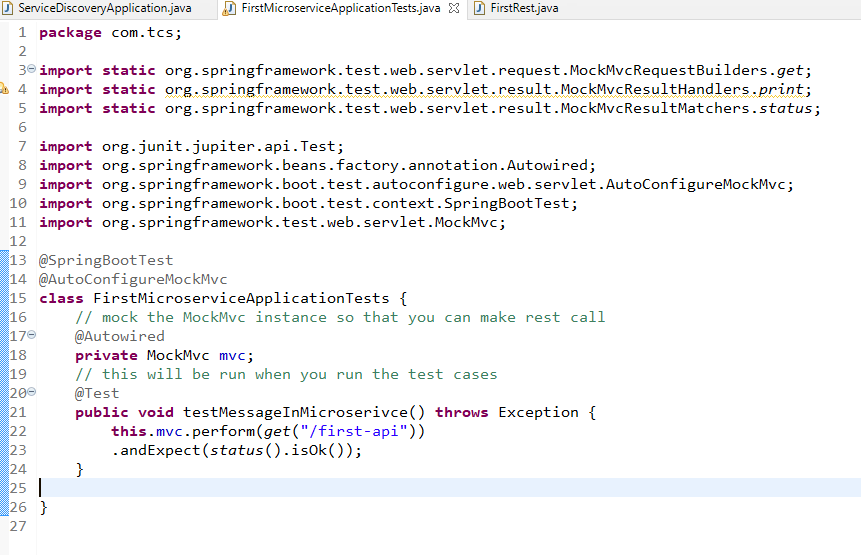 ServiceDiscoveryApplication.java FirstMicroserviceApplicationTests.java FirstRest.java
1 package com.tcs;
2
3 import static org.springframework.test.web.servlet.request.MockMvcRequestBuilders.get;
4 import static org.springframework.test.web.servlet.result.MockMvcResultHandlers.print;
5 import static org.springframework.test.web.servlet.result.MockMvcResultMatchers.status;
6
7 import org.junit.jupiter.api.Test;
8 import org.springframework.beans.factory.annotation.Autowired;
9 import org.springframework.boot.test.autoconfigure.web.servlet.AutoConfigureMockMvc;
10 import org.springframework.boot.test.context.SpringBootTest;
11 import org.springframework.test.web.servlet.MockMvc;
12
13 @SpringBootTest
14 @AutoConfigureMockMvc
15 class FirstMicroserviceApplicationTests {
16     // mock the MockMvc instance so that you can make rest call
17     @Autowired
18     private MockMvc mvc;
19     // this will be run when you run the test cases
20     @Test
21     public void testMessageInMicroserivce() throws Exception {
22         this.mvc.perform(get("/first-api"))
23         .andExpect(status().isOk());
24     }
25
26 }
27